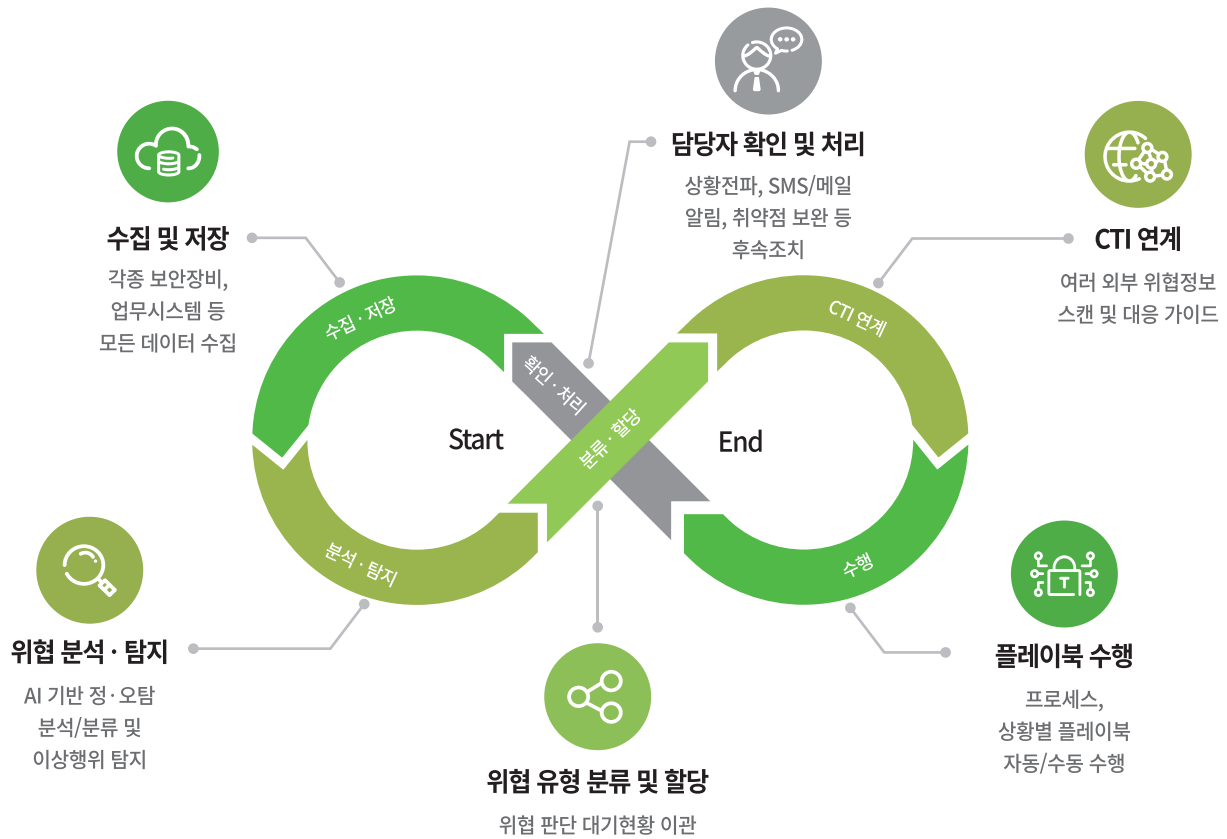 담당자 확인 및 처리
상황전파, SMS/메일
알림, 취약점 보완 등
후속조치
수집 및 저장
각종 보안장비,
업무시스템 등
모든 데이터 수집
CTI 연계
여러 외부 위협정보
스캔 및 대응 가이드
수집 · 저장
확인 · 처리
분류 · 할당
CTI 연계
Start
End
분석 · 탐지
수행
위협 분석 · 탐지
AI 기반 정 · 오탐
분석/분류 및
이상행위 탐지
T
플레이북 수행
프로세스,
상황별 플레이북
자동/수동 수행
위협 유형 분류 및 할당
위협 판단 대기현황 이관